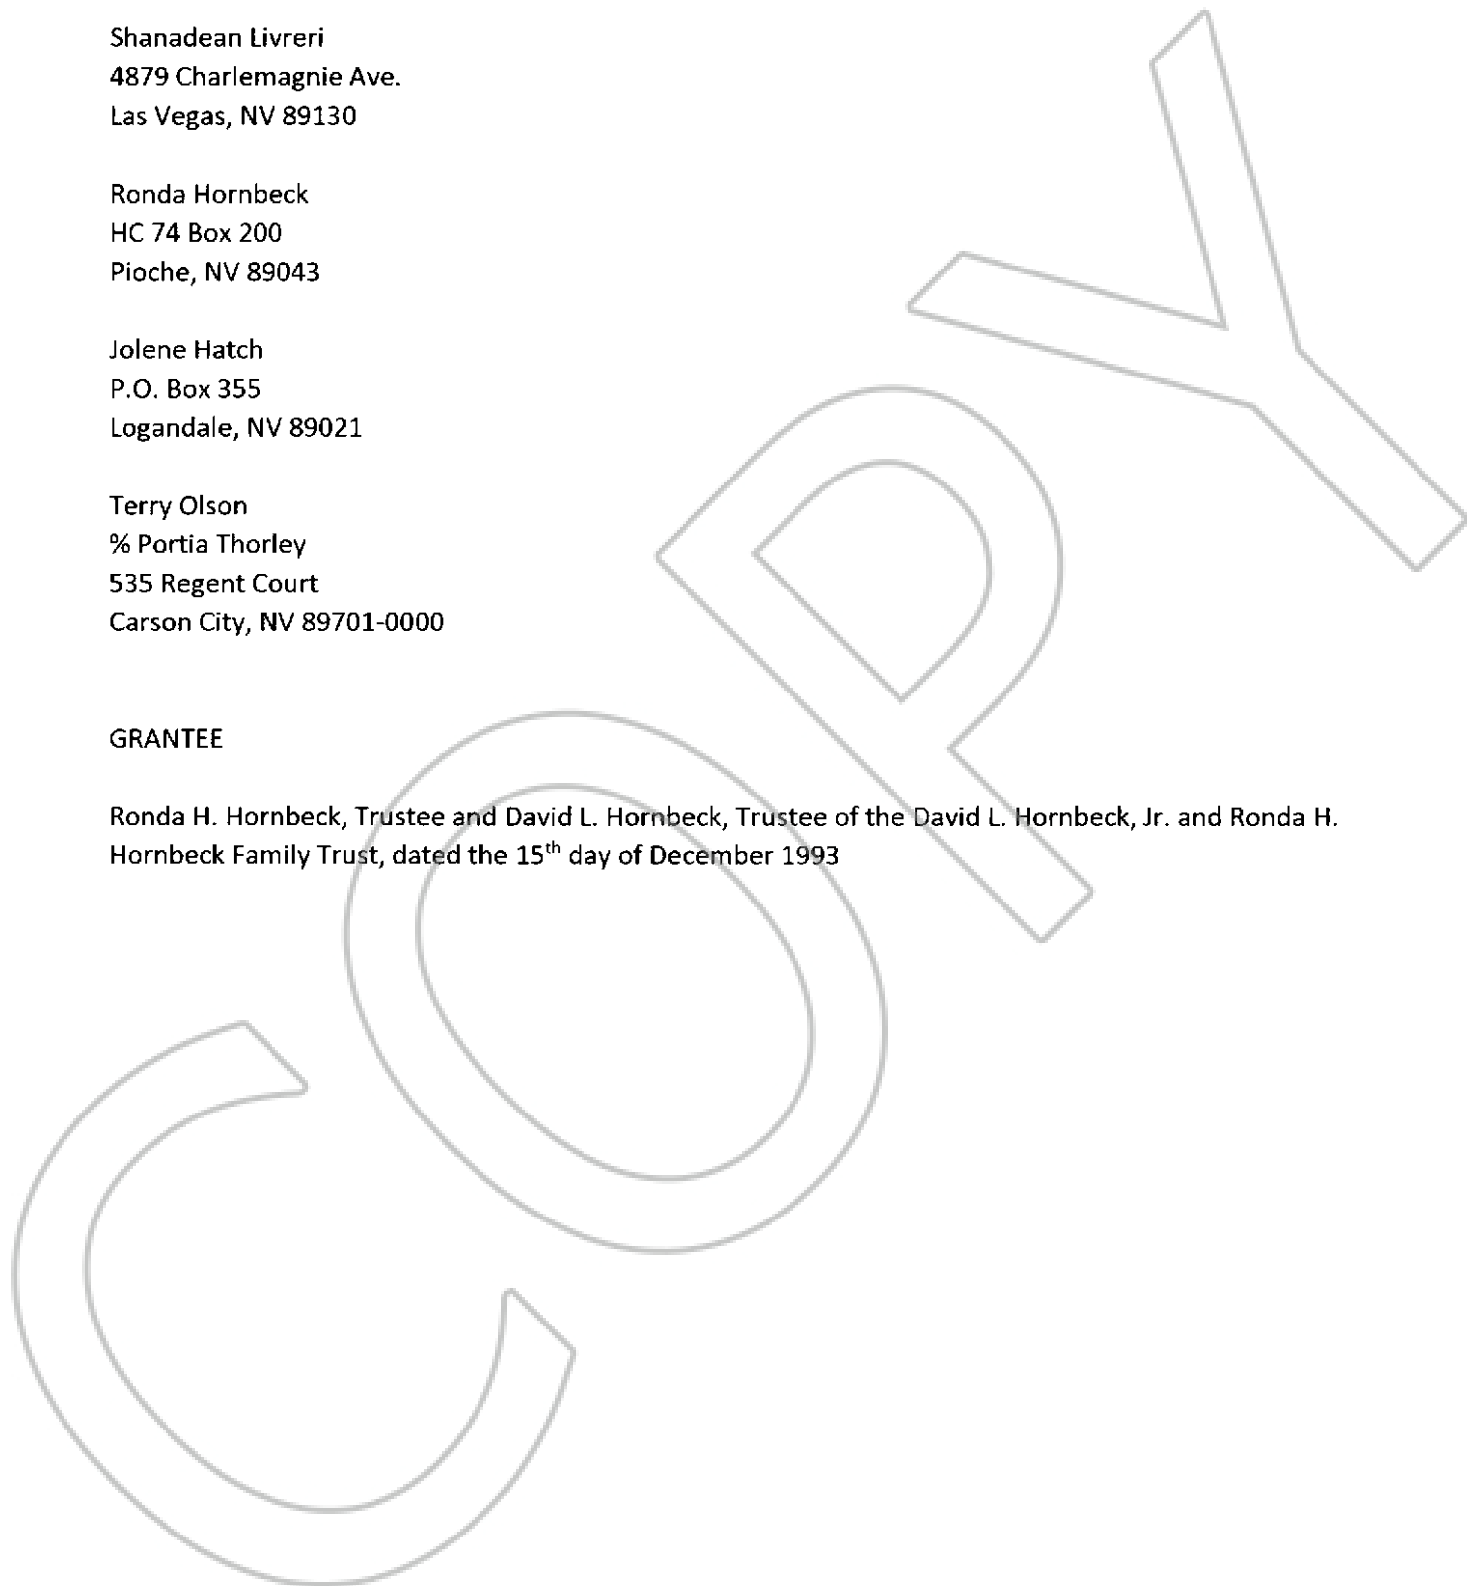 Shanadean Livreri
4879 Charlemagnie Ave.
Las Vegas, NV 89130
Ronda Hornbeck
HC 74 Box 200
Pioche, NV 89043
Jolene Hatch
P.O. Box 355
Logandale, NV 89021
Terry Olson
% Portia Thorley
535 Regent Court
Carson City, NV 89701-0000
GRANTEE
Ronda H. Hornbeck, Trustee and David L. Hornbeck, Trustee of the David L. Hornbeck, Jr. and Ronda H.
Hornbeck Family Trust, dated the 15th day of December 1993
COPY